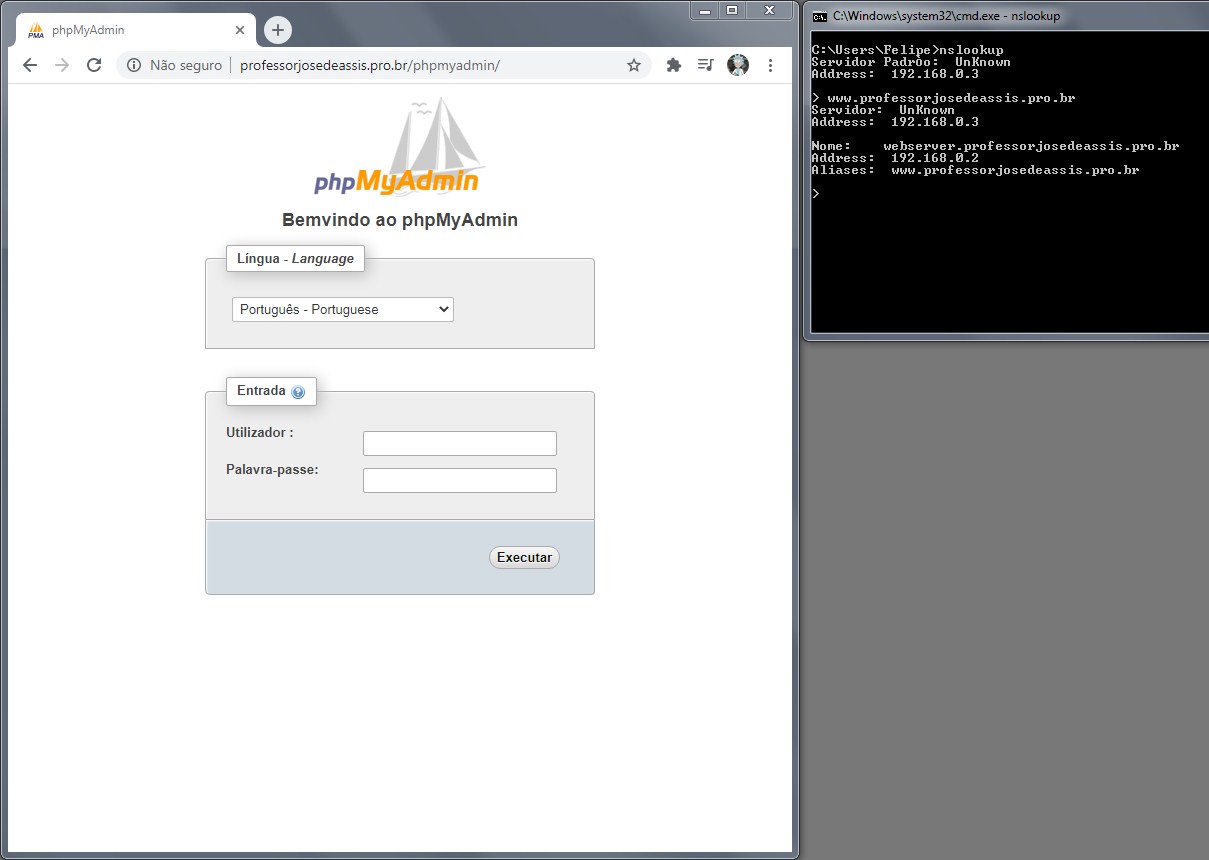 phpMyAdmin
Não seguro
professorjosedeassis.pro.br/phpmyadmin/
PMA
phpMyAdmin
Bemvindo ao phpMyAdmin
Língua - Language
Português - Portuguese
Entrada
Utilizador :
Palavra-passe:
Executar
C:\Windows\system32\cmd.exe - nslookup
C:\Users\Felipe>nslookup
Servidor Padròo:  UnKnown
Address:  192.168.0.3
> www.professorjosedeassis.pro.br
Servidor:  UnKnown
Address:  192.168.0.3
Nome:    webserver.professorjosedeassis.pro.br
Address:  192.168.0.2
Aliases:  www.professorjosedeassis.pro.br
>